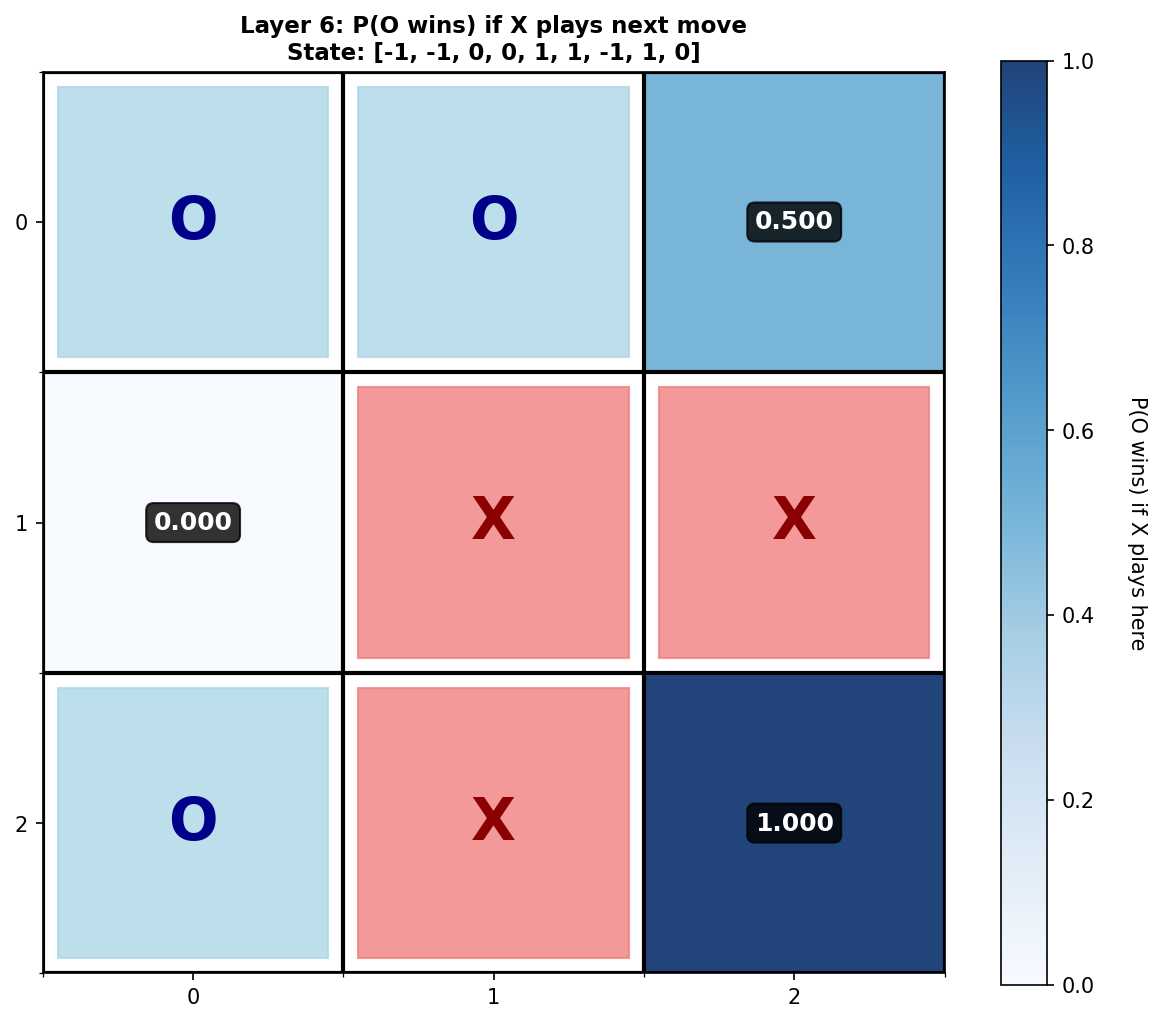 Layer 6: P(O wins) if X plays next move
State: [-1, -1, 0, 0, 1, 1, -1, 1, 0]
0
O
O
0.500
1
0.000
X
X
2
O
X
1.000
0
1
2
1.0
0.8
0.6
0.4
0.2
0.0
P(O wins) if X plays here